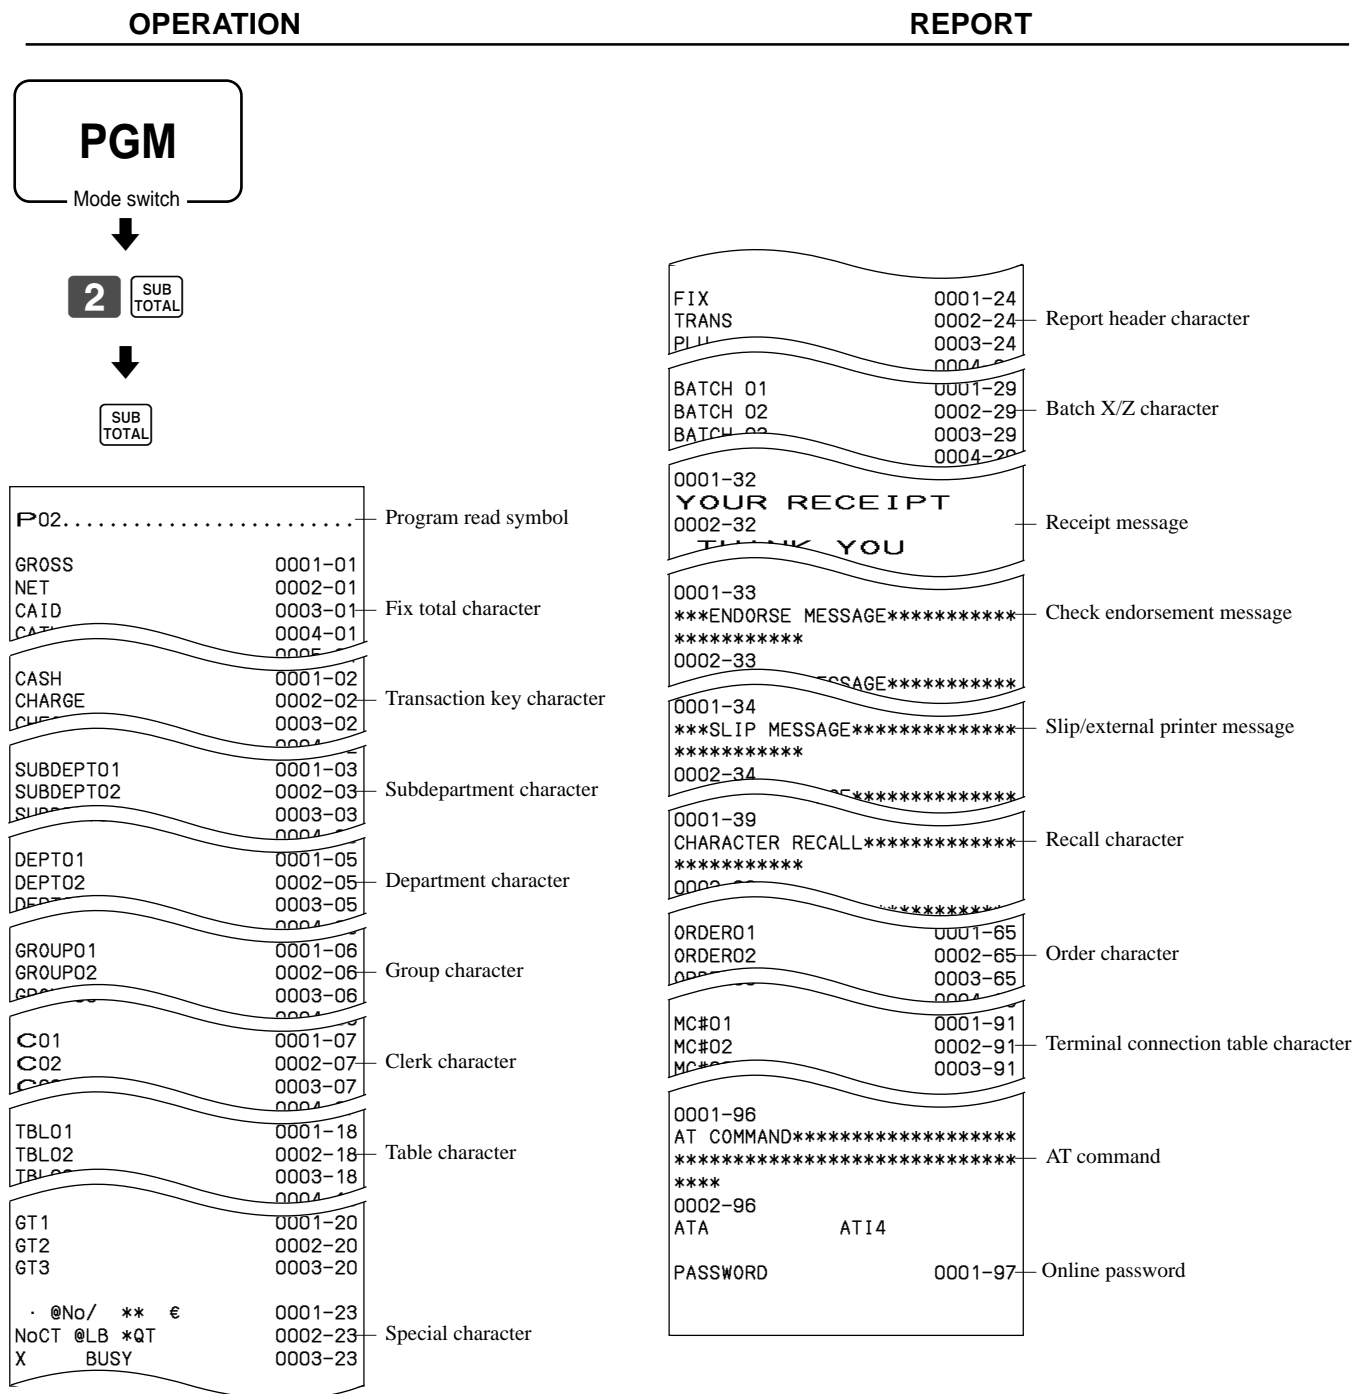 OPERATION
REPORT
PGM
Mode switch
2 SUB TOTAL
SUB TOTAL
P02......................... Program read symbol
GROSS 0001-01
NET 0002-01
CAID 0003-01 Fix total character
0004-01
CASH 0001-02
CHARGE 0002-02 Transaction key character
0003-02
SUBDEPT01 0001-03
SUBDEPT02 0002-03 Subdepartment character
0003-03
DEPT01 0001-05
DEPT02 0002-05 Department character
0003-05
GROUP01 0001-06
GROUP02 0002-06 Group character
0003-06
C01 0001-07
C02 0002-07 Clerk character
0003-07
TBL01 0001-18
TBL02 0002-18 Table character
0003-18
GT1 0001-20
GT2 0002-20
GT3 0003-20
· @No/ ** € 0001-23
NoCT @LB *QT 0002-23 Special character
X BUSY 0003-23
FIX 0001-24
TRANS 0002-24 Report header character
PLU 0003-24
BATCH 01 0001-29
BATCH 02 0002-29 Batch X/Z character
BATCH 0003-29
0004-29
0001-32
YOUR RECEIPT
0002-32 Receipt message
THANK YOU
0001-33
***ENDORSE MESSAGE*********** Check endorsement message
***********
0002-33
ESSAGE***********
0001-34
***SLIP MESSAGE************** Slip/external printer message
***********
0002-34
**************
0001-39
CHARACTER RECALL************* Recall character
***********
ORDER01 0001-65
ORDER02 0002-65 Order character
0003-65
MC#01 0001-91
MC#02 0002-91 Terminal connection table character
0003-91
0001-96
AT COMMAND*******************
***************************** AT command
****
0002-96
ATA ATI4
PASSWORD 0001-97 Online password